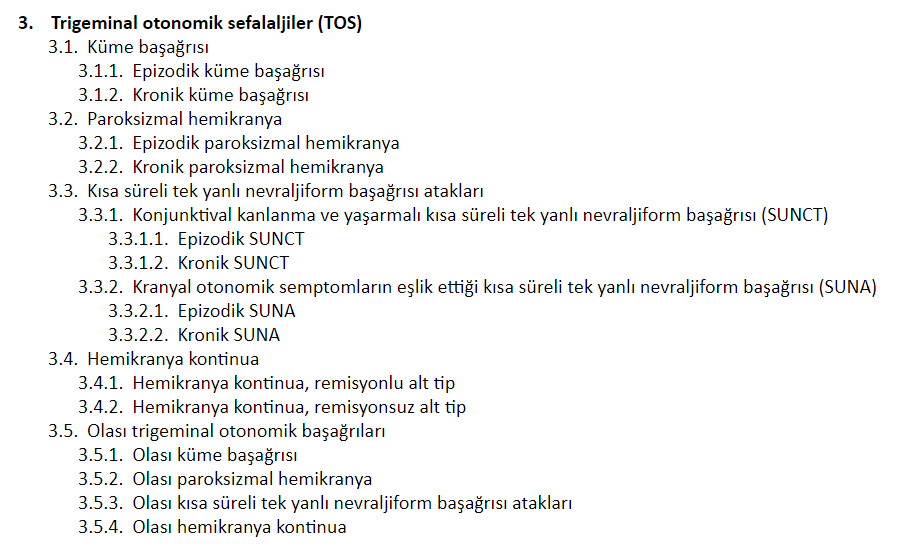 3. Trigeminal otonomik sefalaljiler (TOS)
3.1. Küme başağrısı
3.1.1. Epizodik küme başağrısı
3.1.2. Kronik küme başağrısı
3.2. Paroksizmal hemikranya
3.2.1. Epizodik paroksizmal hemikranya
3.2.2. Kronik paroksizmal hemikranya
3.3. Kısa süreli tek yanlı nevraljiform başağrısı atakları
3.3.1. Konjunktival kanlanma ve yaşarmalı kısa süreli tek yanlı nevraljiform başağrısı (SUNCT)
3.3.1.1. Epizodik SUNCT
3.3.1.2. Kronik SUNCT
3.3.2. Kranyal otonomik semptomların eşlik ettiği kısa süreli tek yanlı nevraljiform başağrısı (SUNA)
3.3.2.1. Epizodik SUNA
3.3.2.2. Kronik SUNA
3.4. Hemikranya kontinua
3.4.1. Hemikranya kontinua, remisyonlu alt tip
3.4.2. Hemikranya kontinua, remisyonsuz alt tip
3.5. Olası trigeminal otonomik başağrıları
3.5.1. Olası küme başağrısı
3.5.2. Olası paroksizmal hemikranya
3.5.3. Olası kısa süreli tek yanlı nevraljiform başağrısı atakları
3.5.4. Olası hemikranya kontinua